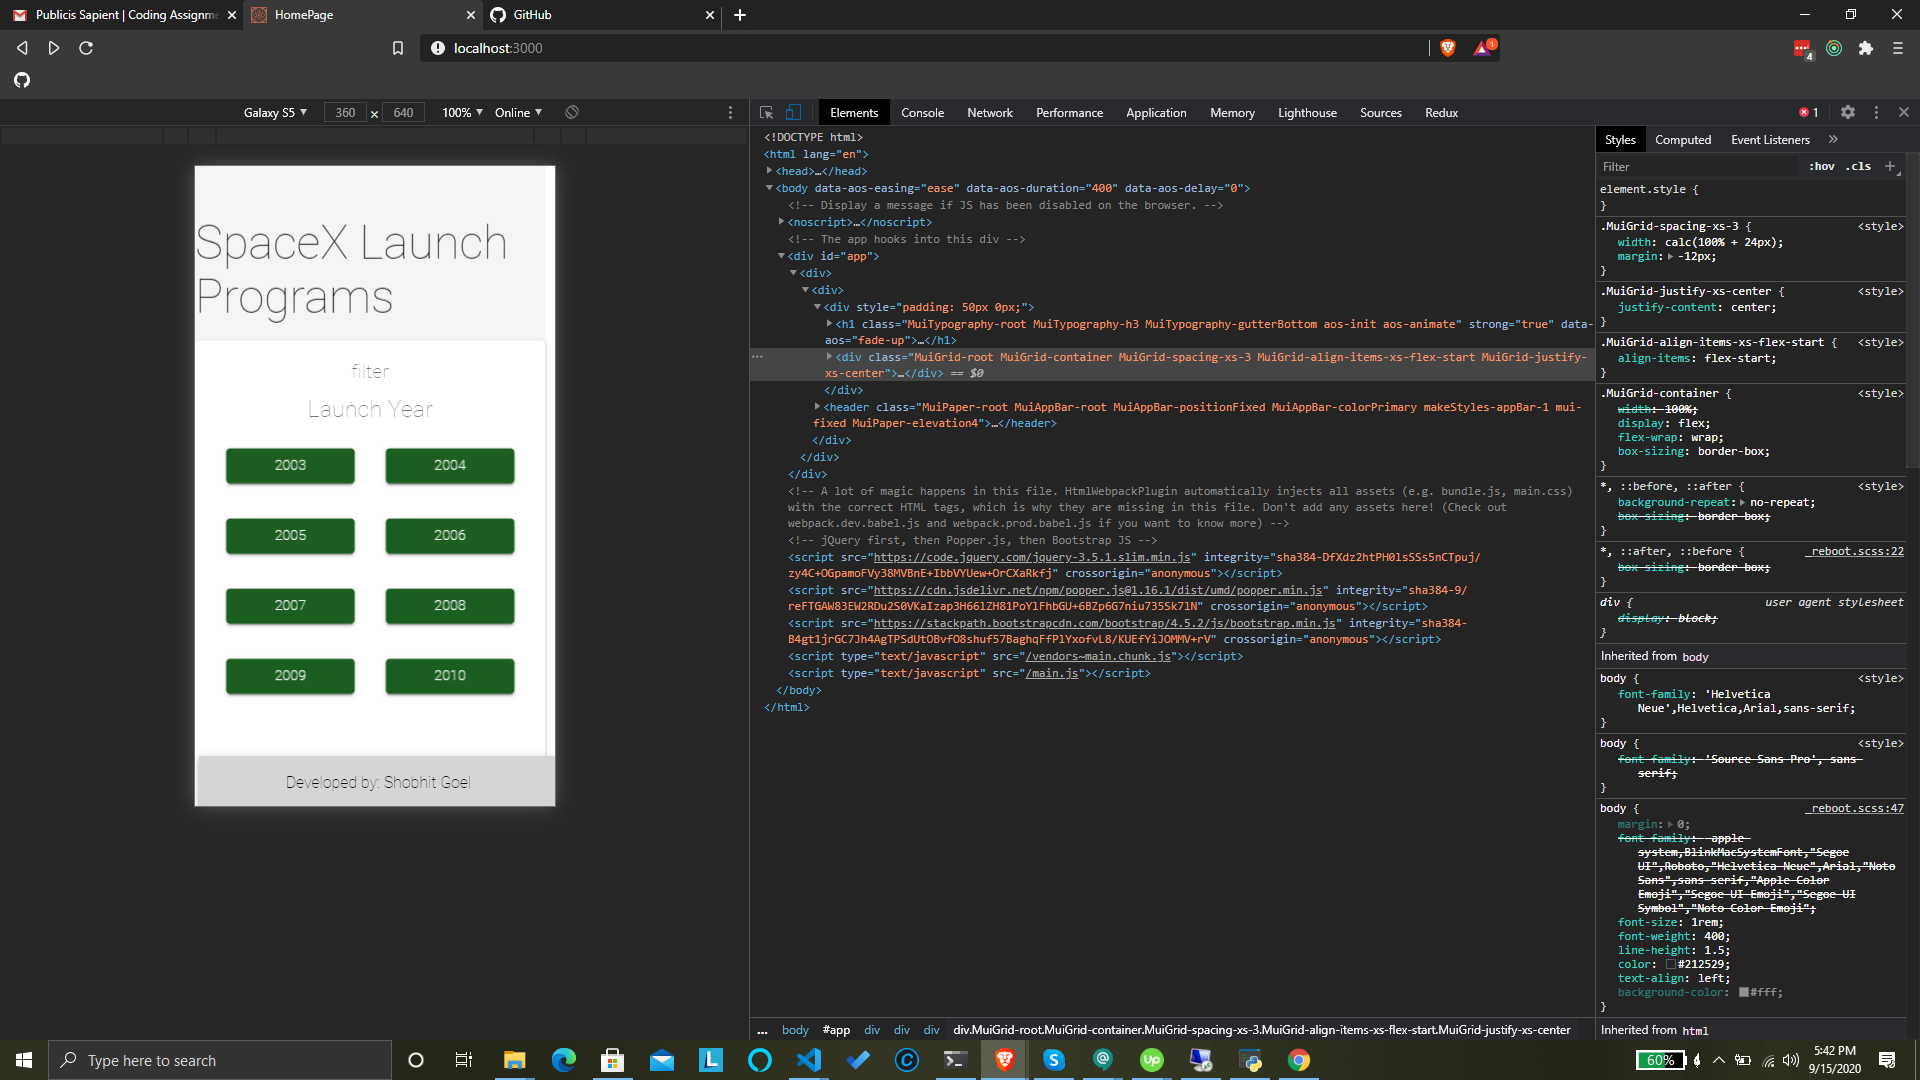 Publicis Sapient | Coding Assignme
HomePage
GitHub
localhost:3000
1
4
Galaxy S5
360 × 640
100%
Online
Elements
Console
Network
Performance
Application
Memory
Lighthouse
Sources
Redux
1
SpaceX Launch
Programs
filter
Launch Year
2003
2004
2005
2006
2007
2008
2009
2010
Developed by: Shobhit Goel
<!DOCTYPE html>
<html lang="en">
<head>…</head>
<body data-aos-easing="ease" data-aos-duration="400" data-aos-delay="0">
<!-- Display a message if JS has been disabled on the browser. -->
<noscript>…</noscript>
<!-- The app hooks into this div -->
<div id="app">
<div>
<div>
<div style="padding: 50px 0px;">
<h1 class="MuiTypography-root MuiTypography-h3 MuiTypography-gutterBottom aos-init aos-animate" strong="true" data-
aos="fade-up">…</h1>
<div class="MuiGrid-root MuiGrid-container MuiGrid-spacing-xs-3 MuiGrid-align-items-xs-flex-start MuiGrid-justify-
xs-center">…</div> == $0
</div>
<header class="MuiPaper-root MuiAppBar-root MuiAppBar-positionFixed MuiAppBar-colorPrimary makeStyles-appBar-1 mui-
fixed MuiPaper-elevation4">…</header>
</div>
</div>
</div>
<!-- A lot of magic happens in this file. HtmlWebpackPlugin automatically injects all assets (e.g. bundle.js, main.css)
with the correct HTML tags, which is why they are missing in this file. Don't add any assets here! (Check out
webpack.dev.babel.js and webpack.prod.babel.js if you want to know more) -->
<!-- jQuery first, then Popper.js, then Bootstrap JS -->
<script src="https://code.jquery.com/jquery-3.5.1.slim.min.js" integrity="sha384-DfXdz2htPH0lsSSs5nCTpuj/
zy4C+OGpamoFVy38MVBnE+IbbVYUew+OrCXaRkfj" crossorigin="anonymous"></script>
<script src="https://cdn.jsdelivr.net/npm/popper.js@1.16.1/dist/umd/popper.min.js" integrity="sha384-9/
reFTGAW83EW2RDu2S0VKaIzap3H66lZH81PoYlFhbGU+6BZp6G7niu735Sk7lN" crossorigin="anonymous"></script>
<script src="https://stackpath.bootstrapcdn.com/bootstrap/4.5.2/js/bootstrap.min.js" integrity="sha384-
B4gt1jrGC7Jh4AgTPSdUtOBvfO8shuf57BaghqFfPlYxofvL8/KUEfYiJOMMV+rV" crossorigin="anonymous"></script>
<script type="text/javascript" src="/vendors~main.chunk.js"></script>
<script type="text/javascript" src="/main.js"></script>
</body>
</html>
... body #app div div div div.MuiGrid-root.MuiGrid-container.MuiGrid-spacing-xs-3.MuiGrid-align-items-xs-flex-start.MuiGrid-justify-xs-center
Styles
Computed
Event Listeners
»
Filter
:hov .cls +
element.style {
}
.MuiGrid-spacing-xs-3 { <style>
width: calc(100% + 24px);
margin: -12px;
}
.MuiGrid-justify-xs-center { <style>
justify-content: center;
}
.MuiGrid-align-items-xs-flex-start { <style>
align-items: flex-start;
}
.MuiGrid-container { <style>
width: 100%;
display: flex;
flex-wrap: wrap;
box-sizing: border-box;
}
*, ::before, ::after { <style>
background-repeat: no-repeat;
box-sizing: border-box;
}
*, ::after, ::before { _reboot.scss:22
box-sizing: border-box;
}
div { user agent stylesheet
display: block;
}
Inherited from body
body { <style>
font-family: 'Helvetica
Neue',Helvetica,Arial,sans-serif;
}
body { <style>
font-family: 'Source Sans Pro', sans-
serif;
}
body { _reboot.scss:47
margin: 0;
font-family: -apple-
system,BlinkMacSystemFont,"Segoe
UI",Roboto,"Helvetica Neue",Arial,"Noto
Sans",sans-serif,"Apple Color
Emoji","Segoe UI Emoji","Segoe UI
Symbol","Noto Color Emoji";
font-size: 1rem;
font-weight: 400;
line-height: 1.5;
color: #212529;
text-align: left;
background-color: #fff;
}
Inherited from html
Type here to search
60%
5:42 PM
9/15/2020